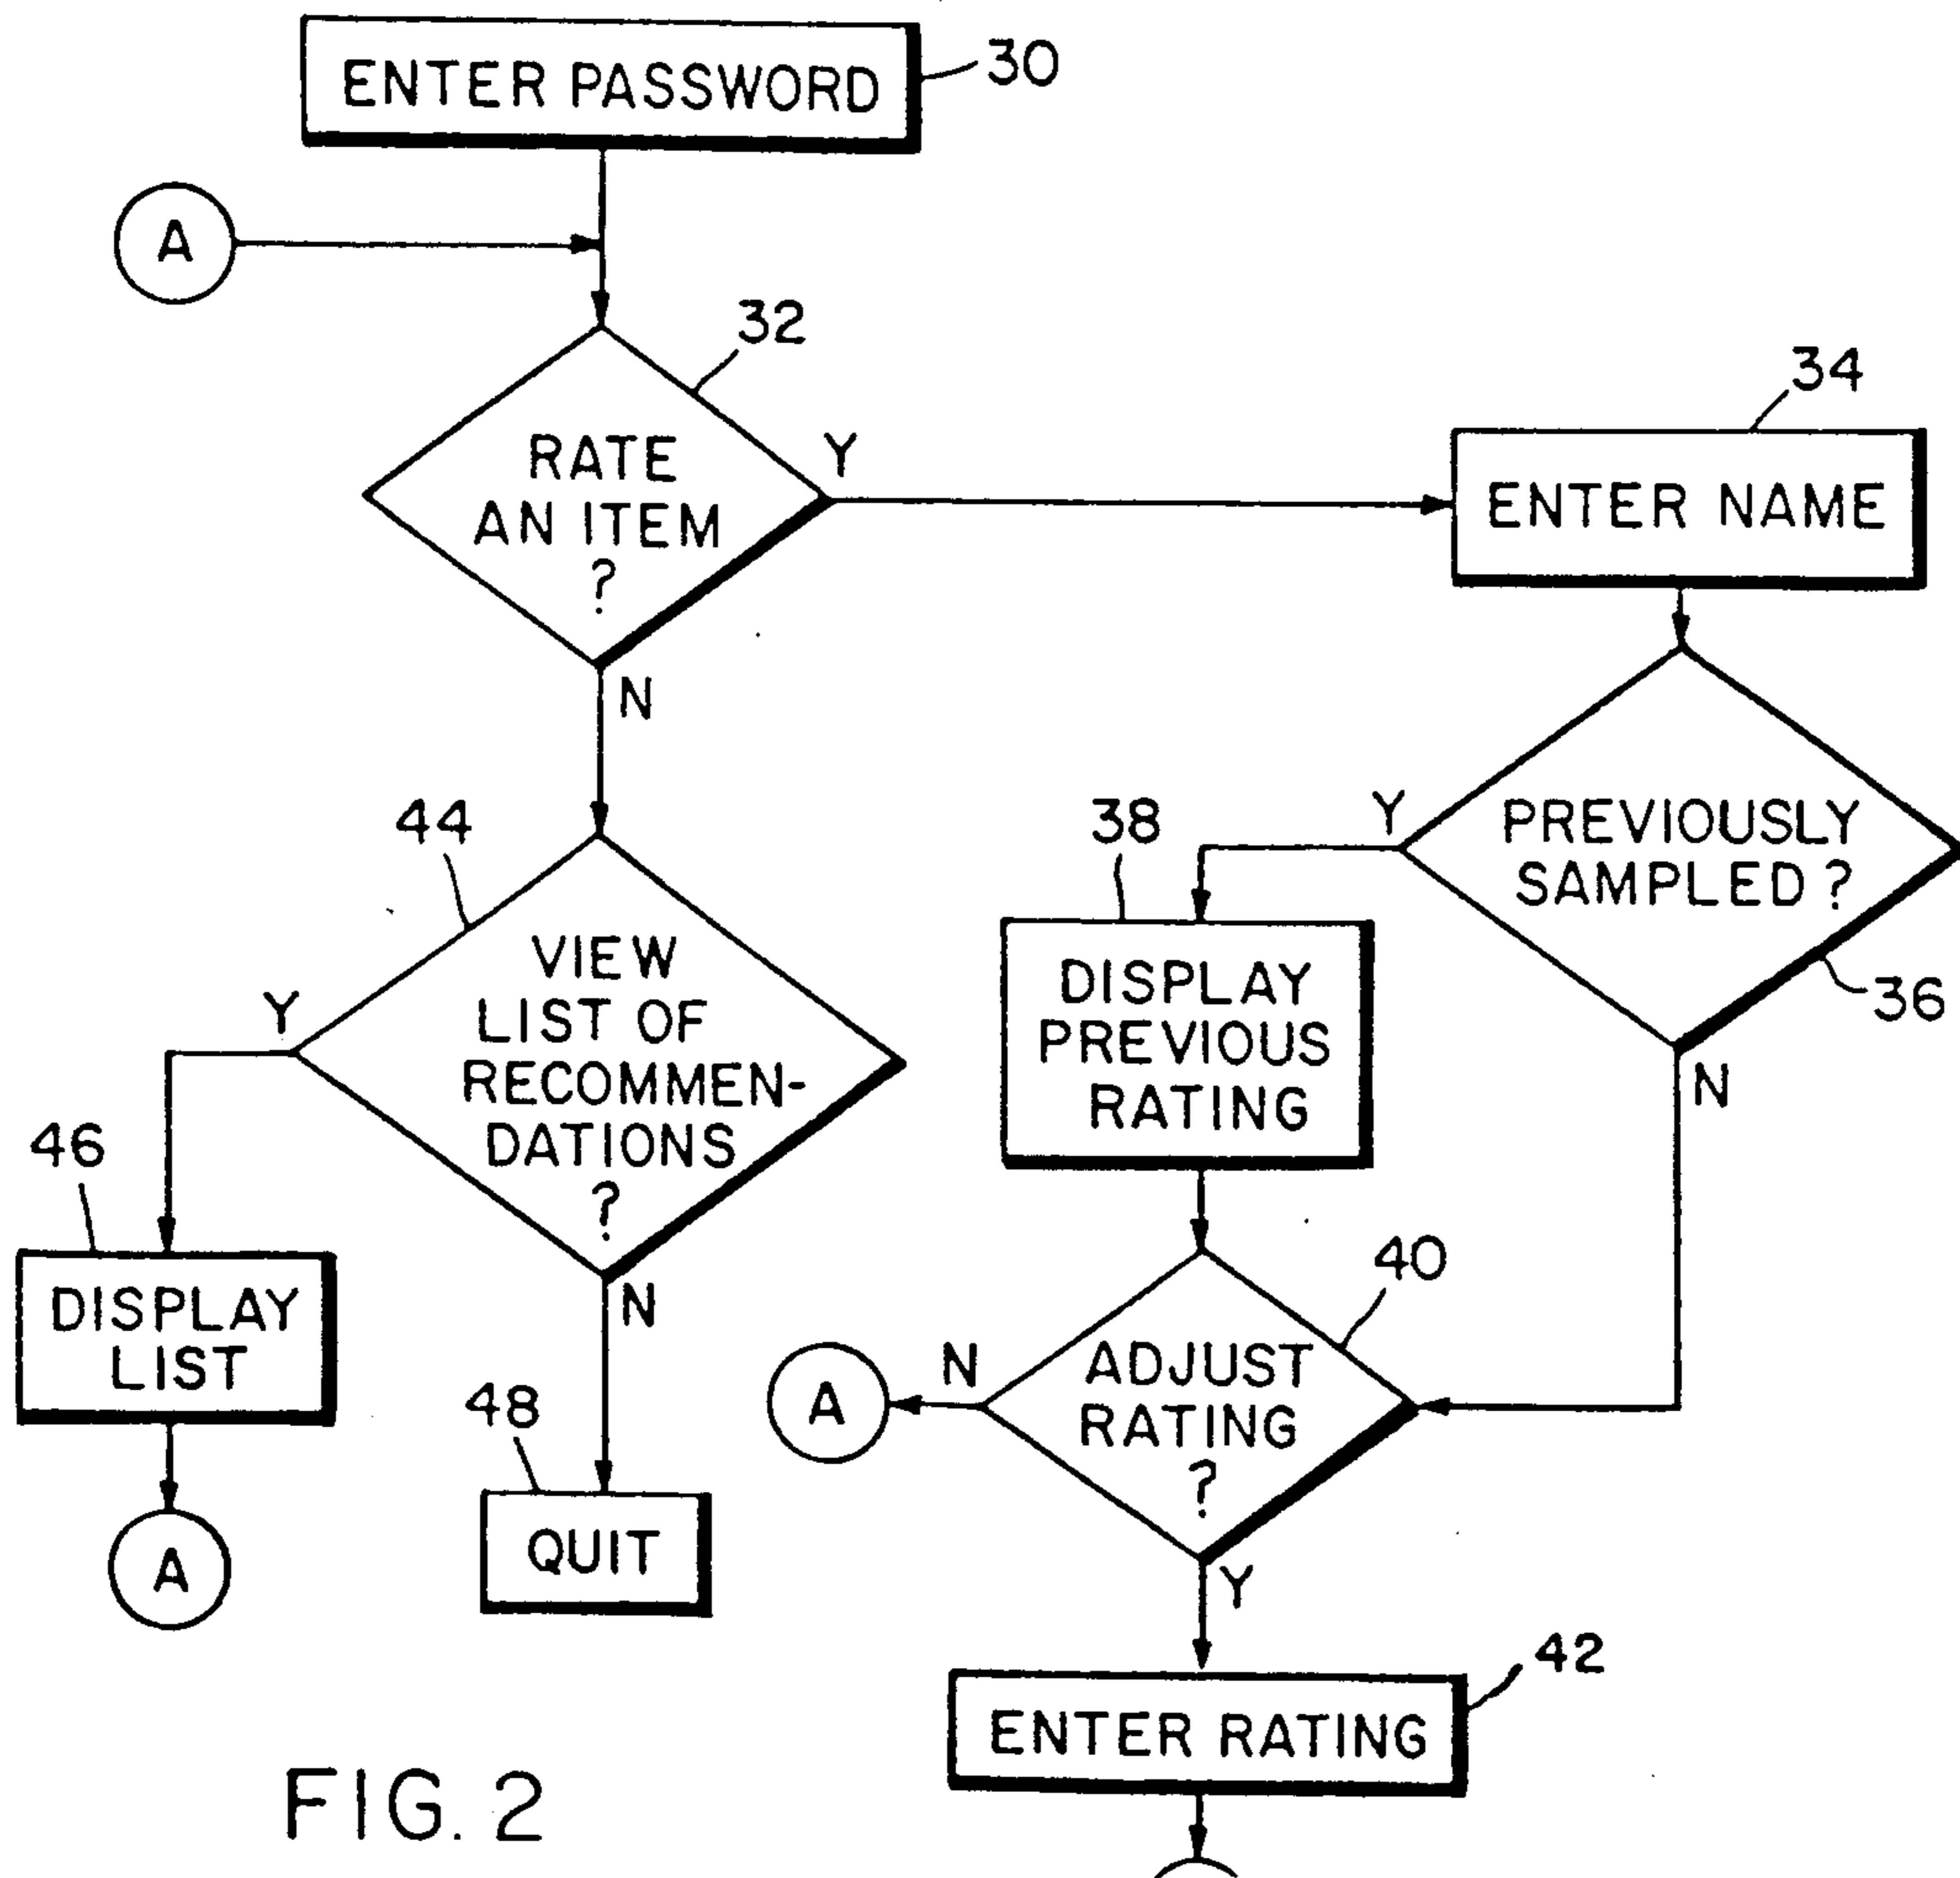 ENTER PASSWORD
30
A
32
RATE
AN ITEM
?
Y
N
34
ENTER NAME
PREVIOUSLY
SAMPLED ?
Y
N
36
38
DISPLAY
PREVIOUS
RATING
44
VIEW
LIST OF
RECOMMEN-
DATIONS
?
Y
N
46
DISPLAY
LIST
A
48
QUIT
40
ADJUST
RATING
?
N
A
Y
42
ENTER RATING
FIG. 2